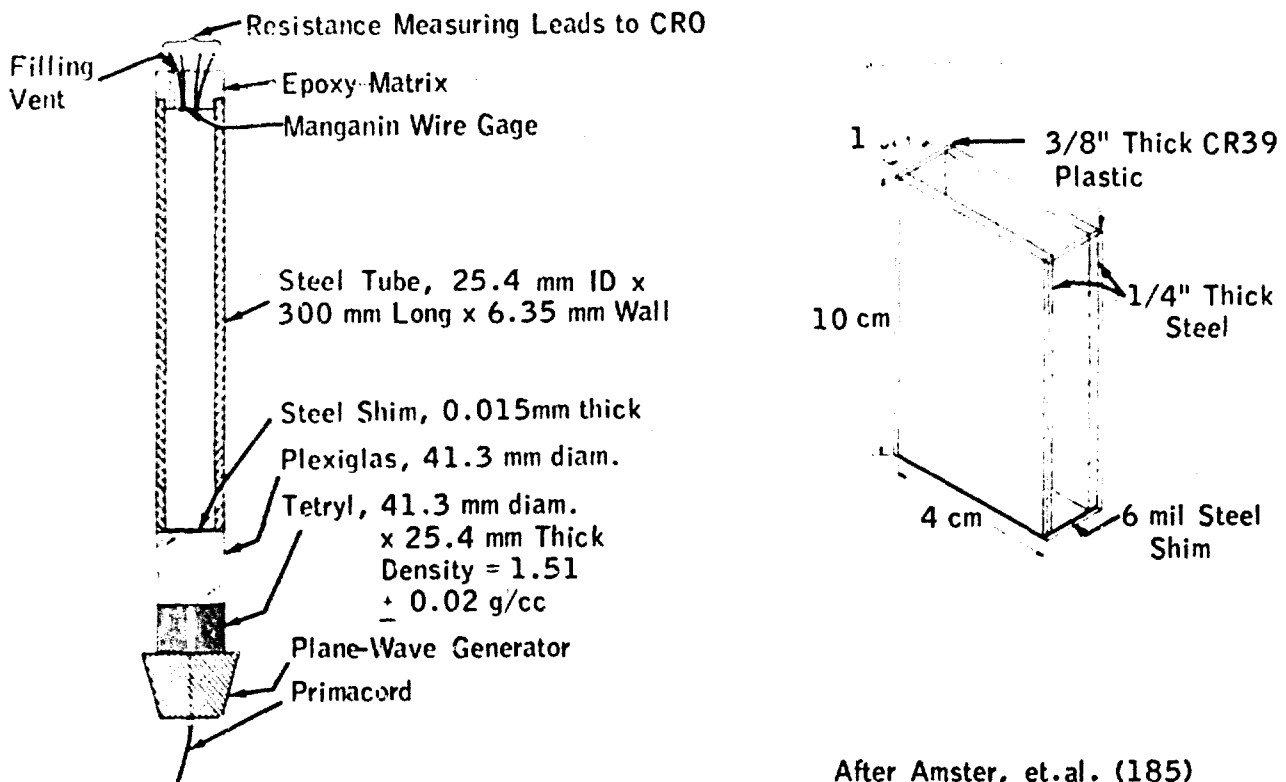 Resistance Measuring Leads to CRO
Filling
Vent
Epoxy Matrix
Manganin Wire Gage
Steel Tube, 25.4 mm ID x
300 mm Long x 6.35 mm Wall
Steel Shim, 0.015mm thick
Plexiglas, 41.3 mm diam.
Tetryl, 41.3 mm diam.
x 25.4 mm Thick
Density = 1.51
± 0.02 g/cc
Plane-Wave Generator
Primacord
1
3/8" Thick CR39
Plastic
1/4" Thick
Steel
10 cm
4 cm
6 mil Steel
Shim
After Amster, et.al. (185)